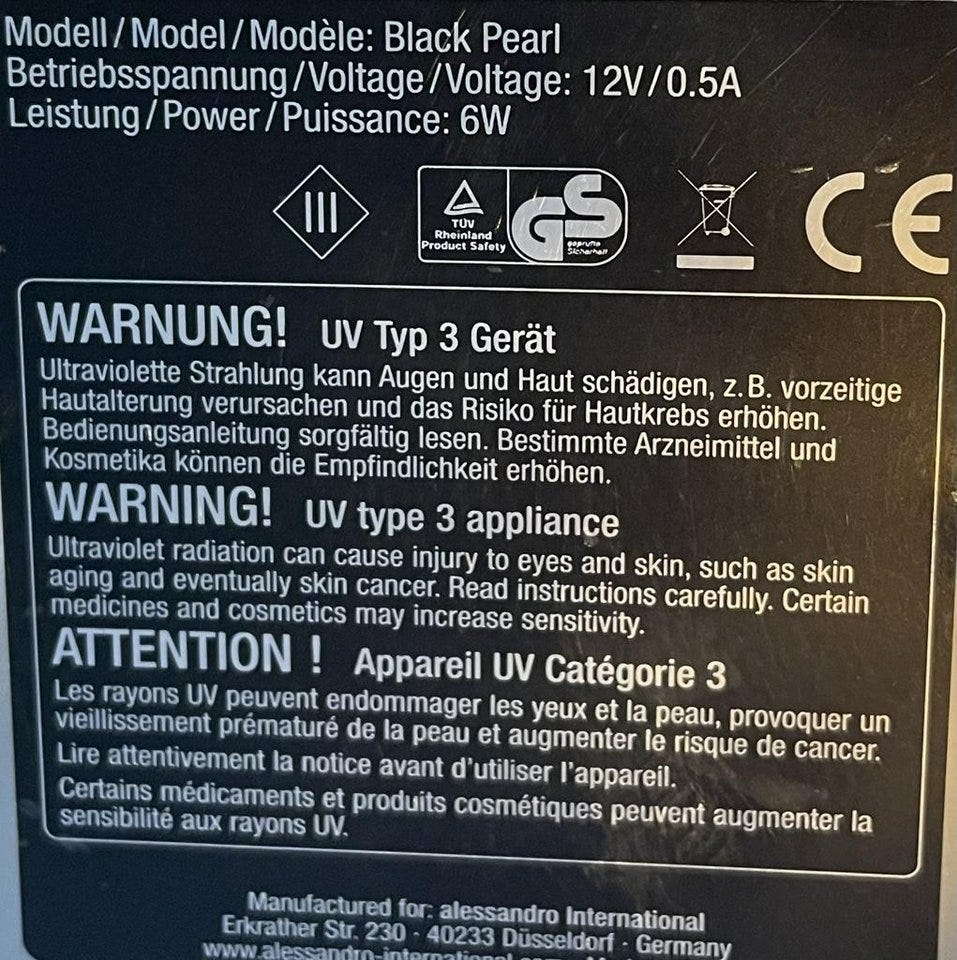 Modell/Model/Modèle: Black Pearl
Betriebsspannung/Voltage/Voltage: 12V/0.5A
Leistung/Power/Puissance: 6W
III
TÜV
Rheinland
Product Safety
GS
geprüfte
Sicherheit
CE
WARNUNG! UV Typ 3 Gerät
Ultraviolette Strahlung kann Augen und Haut schädigen, z.B. vorzeitige
Hautalterung verursachen und das Risiko für Hautkrebs erhöhen.
Bedienungsanleitung sorgfältig lesen. Bestimmte Arzneimittel und
Kosmetika können die Empfindlichkeit erhöhen.
WARNING! UV type 3 appliance
Ultraviolet radiation can cause injury to eyes and skin, such as skin
aging and eventually skin cancer. Read instructions carefully. Certain
medicines and cosmetics may increase sensitivity.
ATTENTION ! Appareil UV Catégorie 3
Les rayons UV peuvent endommager les yeux et la peau, provoquer un
vieillissement prématuré de la peau et augmenter le risque de cancer.
Lire attentivement la notice avant d'utiliser l'appareil.
Certains médicaments et produits cosmétiques peuvent augmenter la
sensibilité aux rayons UV.
Manufactured for: alessandro International
Erkrather Str. 230 · 40233 Düsseldorf · Germany
www.alessandro-international